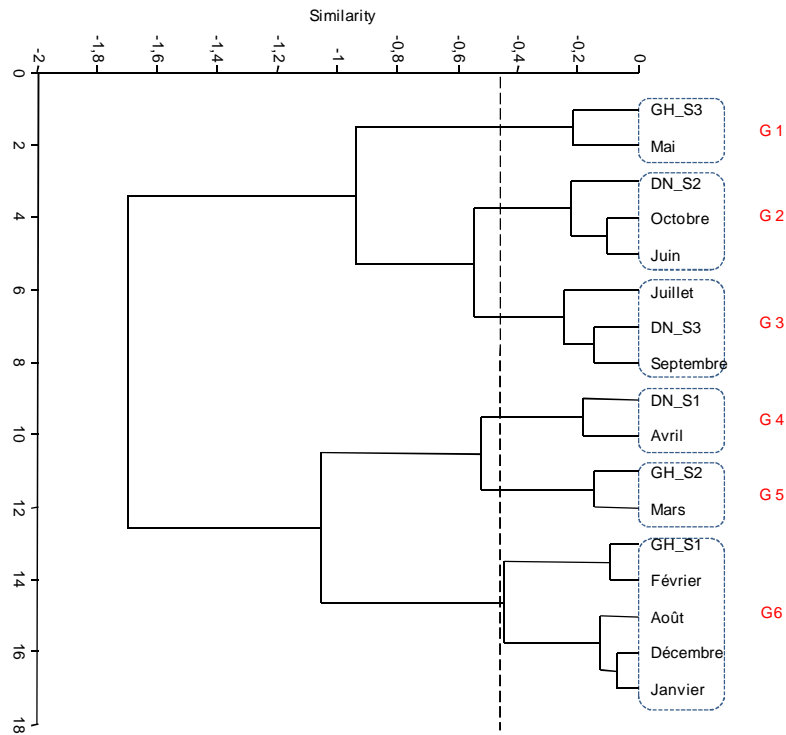 Similarity
-2
-1,8
-1,6
-1,4
-1,2
-1
-0,8
-0,6
-0,4
-0,2
0
0
2
4
6
8
10
12
14
16
18
GH_S3
Mai
G 1
DN_S2
Octobre
Juin
G 2
Juillet
DN_S3
Septembre
G 3
DN_S1
Avril
G 4
GH_S2
Mars
G 5
GH_S1
Février
Août
Décembre
Janvier
G6